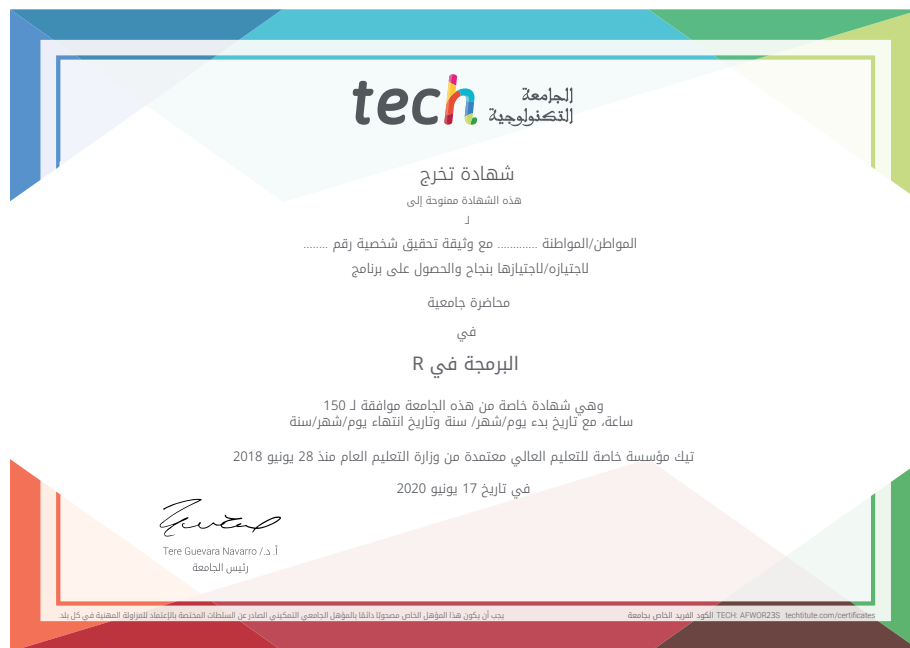 tech الجامعة
التكنولوجية
شهادة تخرج
هذه الشهادة ممنوحة إلى
لـ
المواطن/المواطنة ............. مع وثيقة تحقيق شخصية رقم ........
لاجتيازه/لاجتيازها بنجاح والحصول على برنامج
محاضرة جامعية
في
البرمجة في R
وهي شهادة خاصة من هذه الجامعة موافقة لـ 150
ساعة، مع تاريخ بدء يوم/شهر/ سنة وتاريخ انتهاء يوم/شهر/سنة
تيك مؤسسة خاصة للتعليم العالي معتمدة من وزارة التعليم العام منذ 28 يونيو 2018
في تاريخ 17 يونيو 2020
أ. د./ Tere Guevara Navarro
رئيس الجامعة
يجب أن يكون هذا المؤهل الخاص مصحوبًا دائمًا بالمؤهل الجامعي التمكيني الصادر عن السلطات المختصة بالإعتماد للمزاولة المهنية في كل بلد.
الكود الفريد الخاص بجامعة TECH: AFWOR23S techtitute.com/certificates